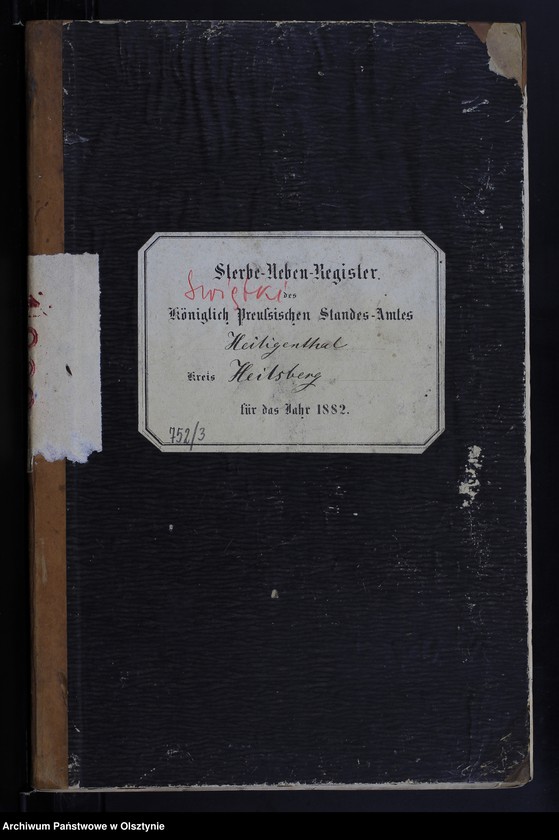 Sterbe-Neben-Register
Świątki
des
Königlich Preußischen Standes-Amtes
Heiligenthal
Kreis Heilsberg
für das Jahr 1882.
752/3
Archiwum Państwowe w Olsztynie